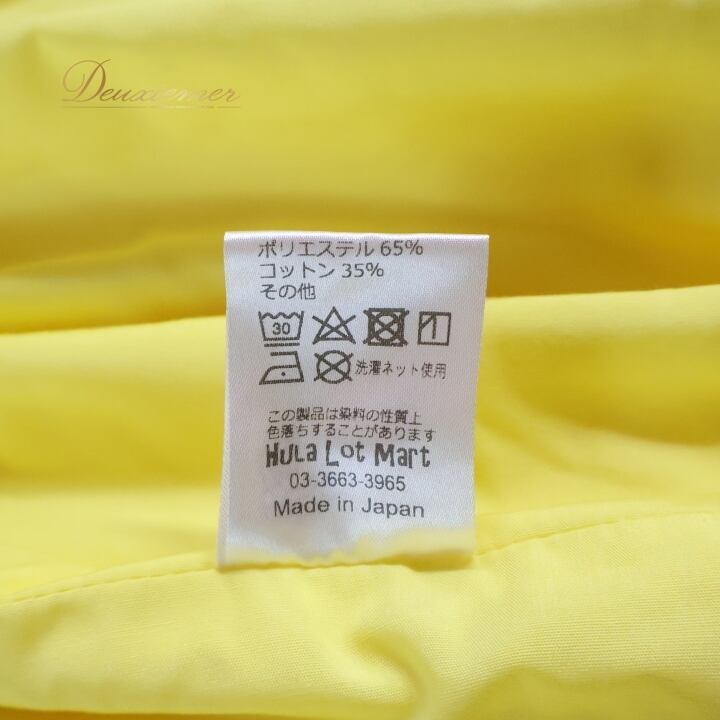 Deuxiemer
ポリエステル 65%
コットン 35%
その他
30
洗濯ネット使用
この製品は染料の性質上
色落ちすることがあります
Hula Lot Mart
03-3663-3965
Made in Japan